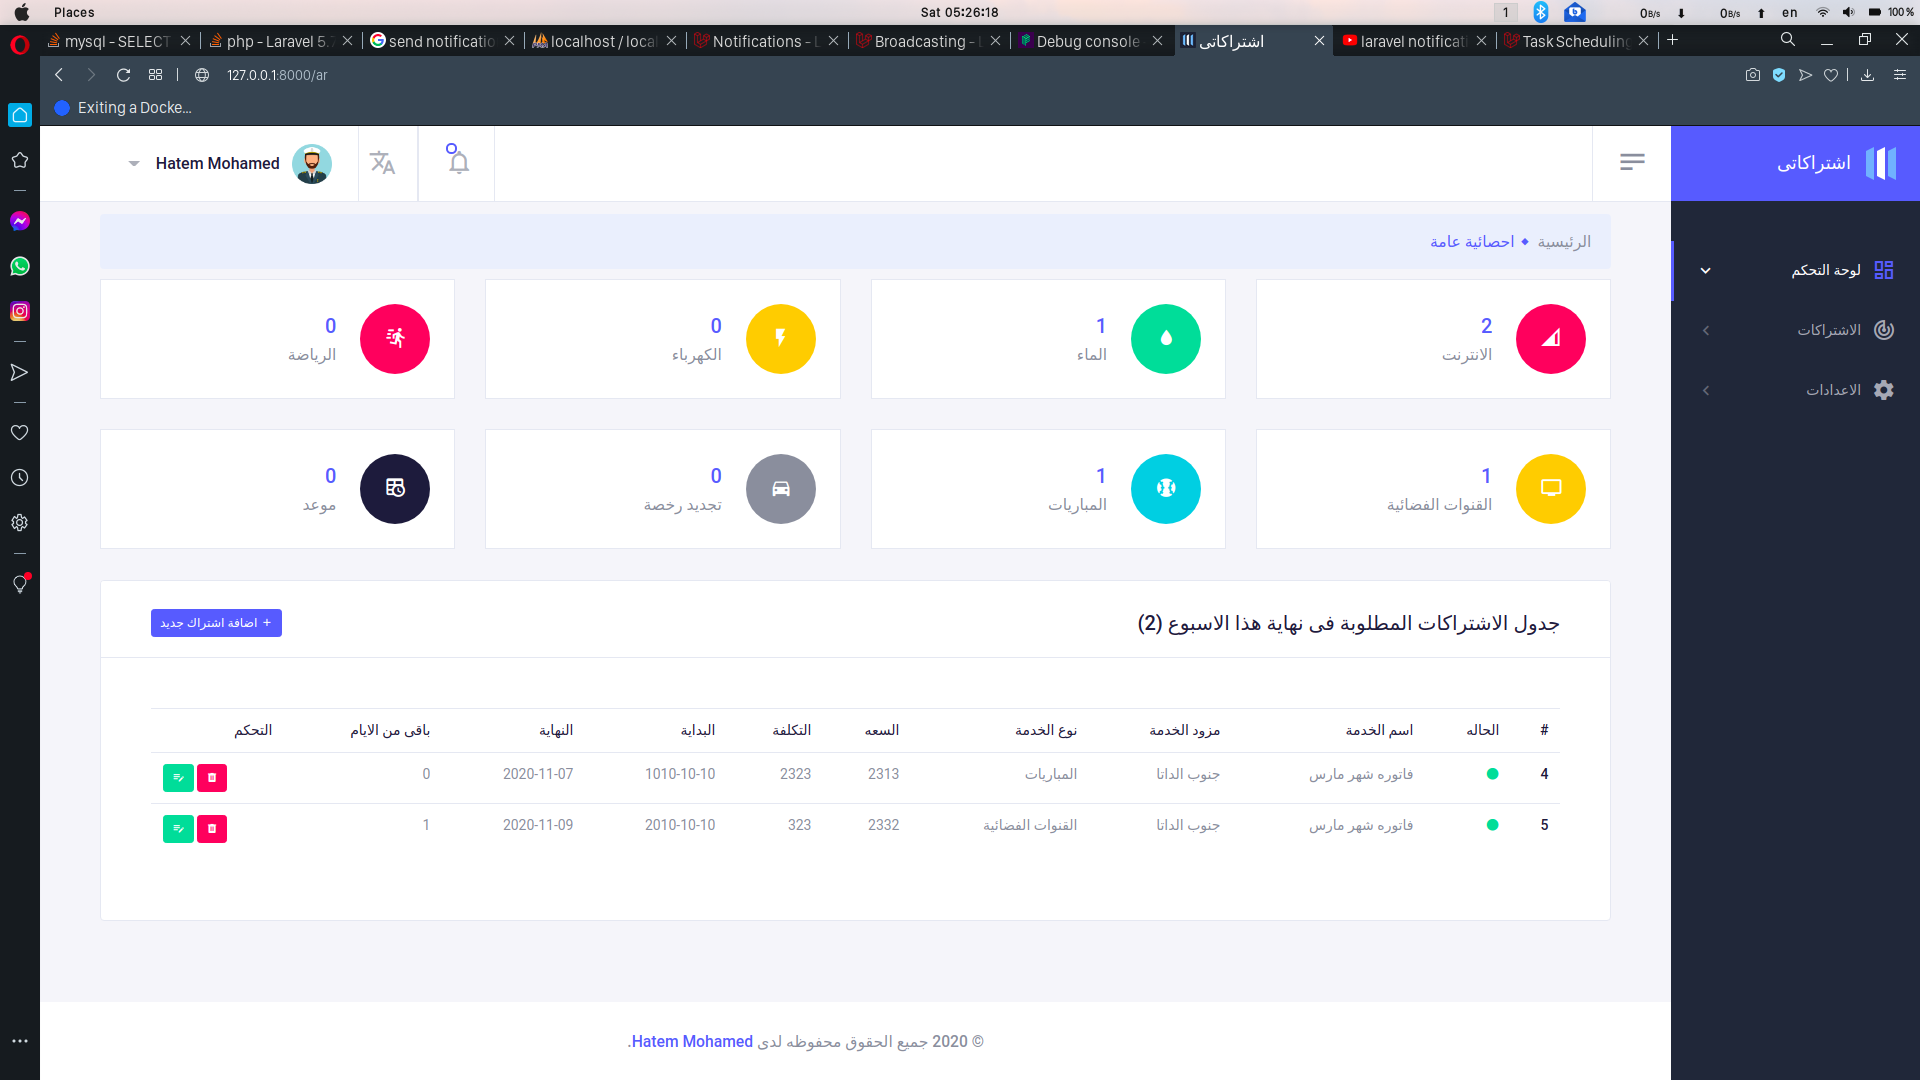 Places
Sat 05:26:18
1
0B/s
0B/s
en
100%
mysql - SELECT
php - Laravel 5.7
send notificatio
localhost / local
Notifications - L
Broadcasting - L
Debug console
اشتراكاتى
laravel notificati
Task Scheduling
127.0.0.1:8000/ar
Exiting a Docke...
اشتراكاتى
Hatem Mohamed
لوحة التحكم
الاشتراكات
الاعدادات
الرئيسية ◆ احصائية عامة
2
الانترنت
1
الماء
0
الكهرباء
0
الرياضة
1
القنوات الفضائية
1
المباريات
0
تجديد رخصة
0
موعد
جدول الاشتراكات المطلوبة فى نهاية هذا الاسبوع (2)
+ اضافة اشتراك جديد
# الحاله اسم الخدمة مزود الخدمة نوع الخدمة السعه التكلفة البداية النهاية باقى من الايام التحكم
4 فاتوره شهر مارس جنوب الداتا المباريات 2313 2323 1010-10-10 2020-11-07 0
5 فاتوره شهر مارس جنوب الداتا القنوات الفضائية 2332 323 2010-10-10 2020-11-09 1
© 2020 جميع الحقوق محفوظه لدى Hatem Mohamed.